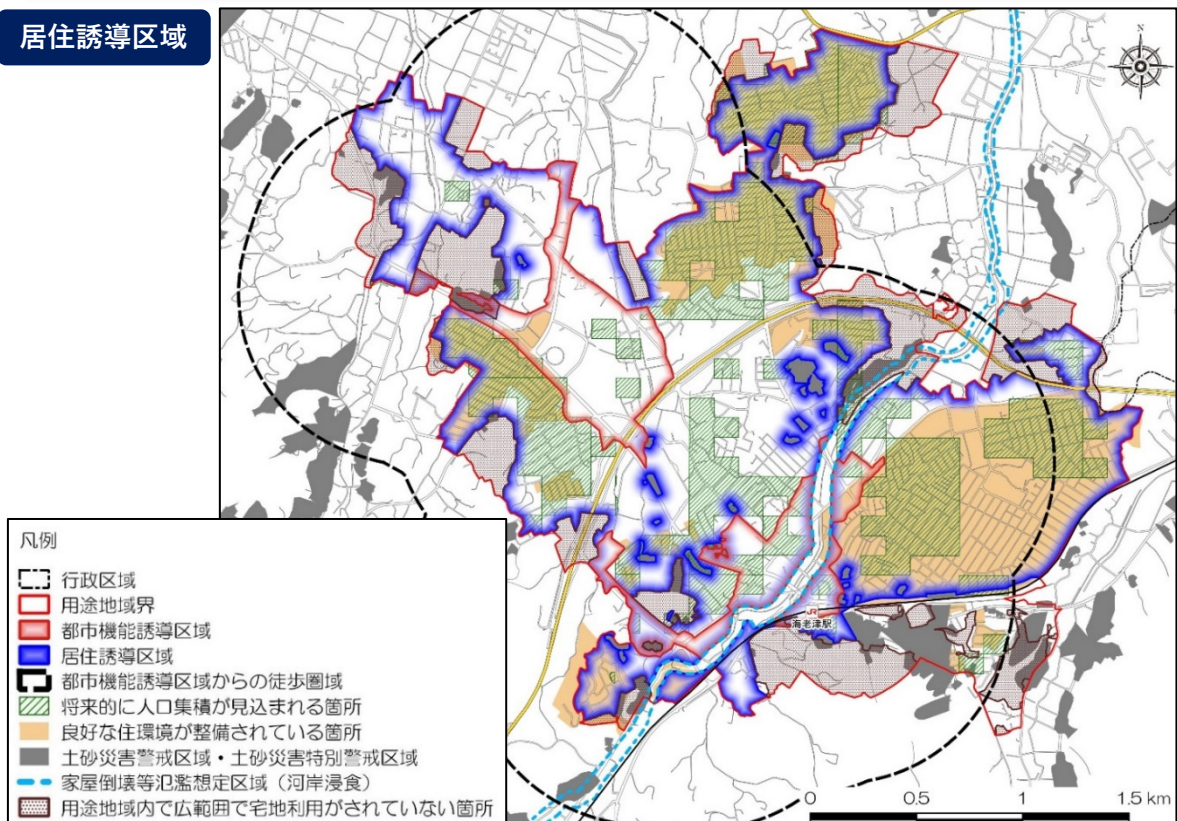 居住誘導区域
N
JR
海老津駅
凡例
行政区域
用途地域界
都市機能誘導区域
居住誘導区域
都市機能誘導区域からの徒歩圏域
将来的に人口集積が見込まれる箇所
良好な住環境が整備されている箇所
土砂災害警戒区域・土砂災害特別警戒区域
家屋倒壊等氾濫想定区域（河岸浸食）
用途地域内で広範囲で宅地利用がされていない箇所
0 0.5 1 1.5 km